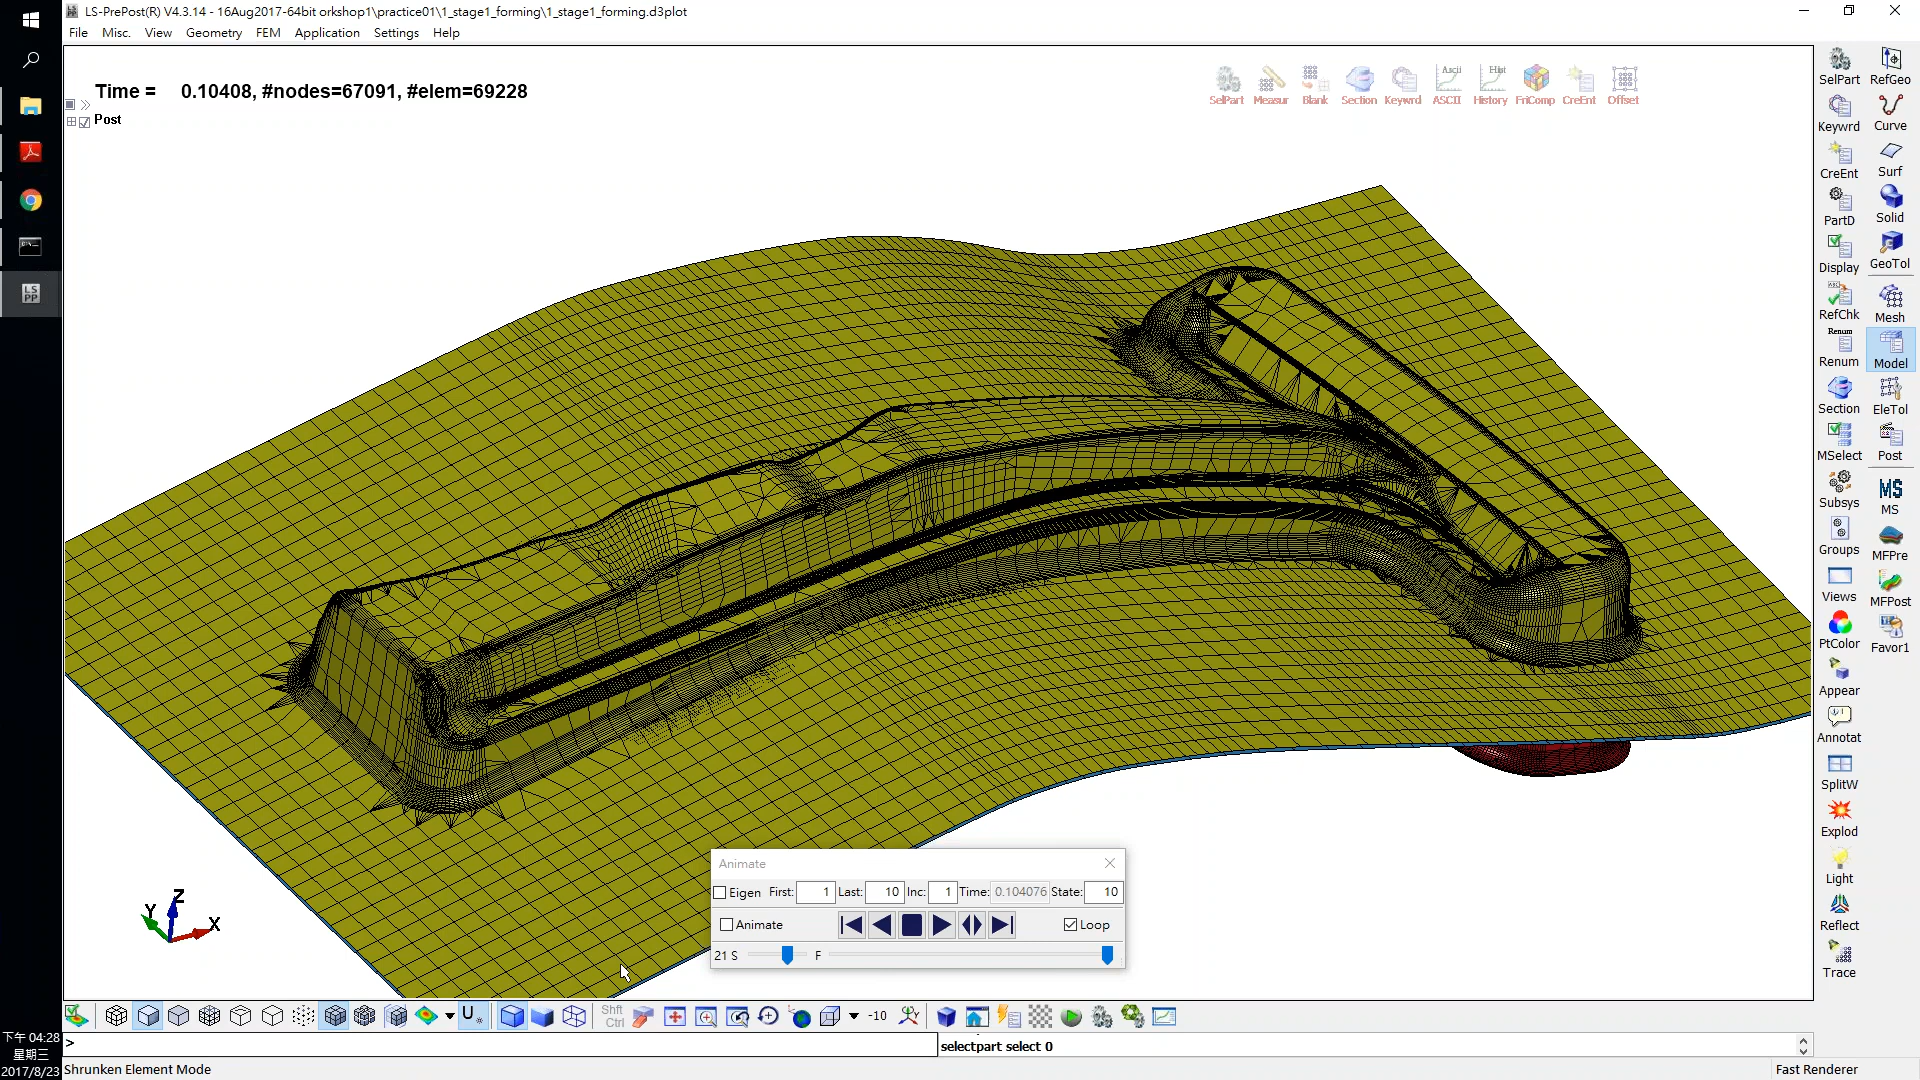 LS-PrePost(R) V4.3.14 - 16Aug2017-64bit orkshop1\practice01\1_stage1_forming\1_stage1_forming.d3plot
File Misc. View Geometry FEM Application Settings Help
Time = 0.10408, #nodes=67091, #elem=69228
Post
SelPart Measur Blank Section Keywrd ASCII History FriComp CreEnt Offset
SelPart RefGeo
Keywrd Curve
CreEnt Surf
PartD Solid
Display GeoTol
RefChk Mesh
Renum Model
Section EleTol
MSelect Post
Subsys MS
Groups MFPre
Views MFPost
PtColor Favor1
Appear
Annotat
SplitW
Explod
Light
Reflect
Trace
Z
Y
X
Animate
Eigen First: 1 Last: 10 Inc: 1 Time: 0.104076 State: 10
Animate Loop
21 S F
Shft
Ctrl
-10
>
selectpart select 0
Shrunken Element Mode
Fast Renderer
下午 04:28
星期三
2017/8/23